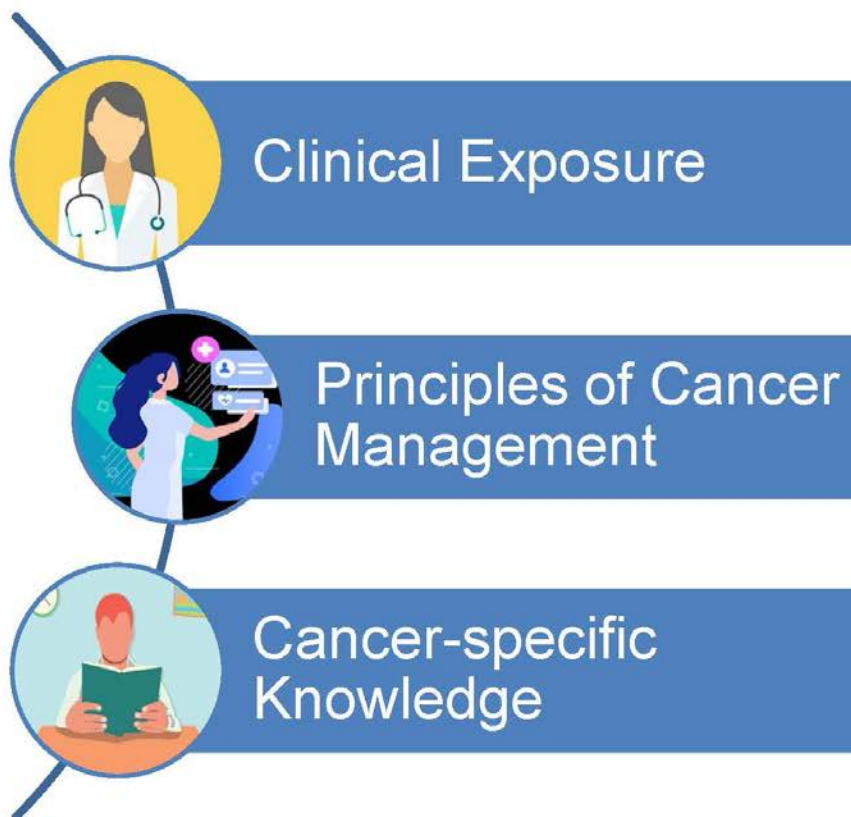 Clinical Exposure
Principles of Cancer
Management
Cancer-specific
Knowledge